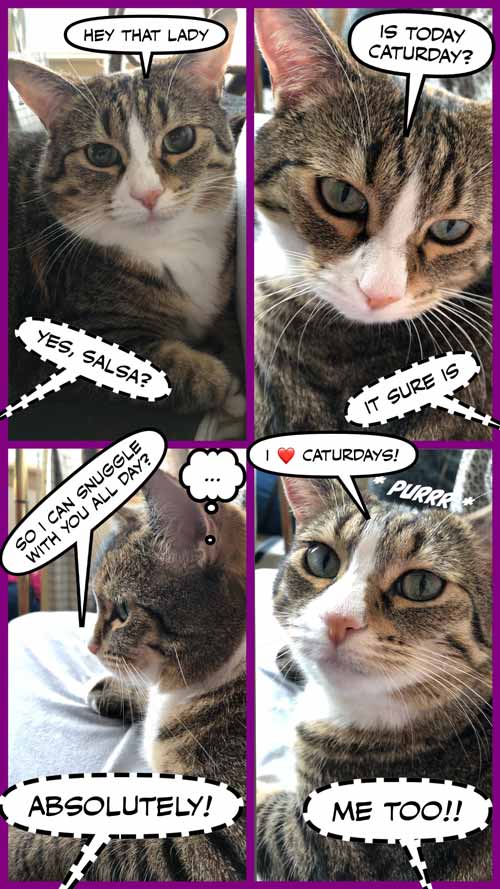 HEY THAT LADY
YES, SALSA?
IS TODAY
CATURDAY?
IT SURE IS
SO I CAN SNUGGLE
WITH YOU ALL DAY?
...
ABSOLUTELY!
I ❤️ CATURDAYS!
* PURRR *
ME TOO!!